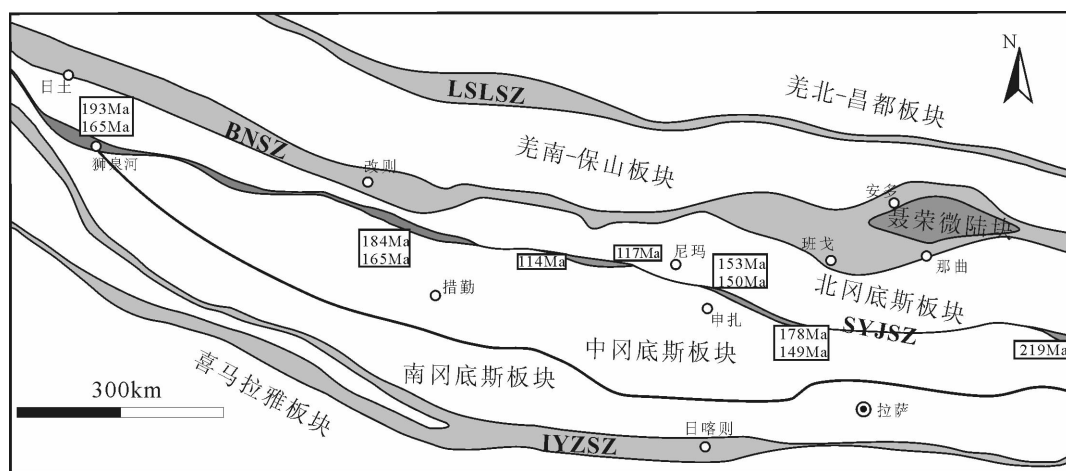 N
LSLSZ
羌北-昌都板块
日土
193Ma
165Ma
BNSZ
羌南-保山板块
狮泉河
改则
安多
聂荣微陆块
184Ma
165Ma
114Ma
117Ma
尼玛
153Ma
150Ma
班戈
那曲
北冈底斯板块
措勤
申扎
SYJSZ
178Ma
149Ma
219Ma
中冈底斯板块
南冈底斯板块
喜马拉雅板块
300km
拉萨
日喀则
IYZSZ